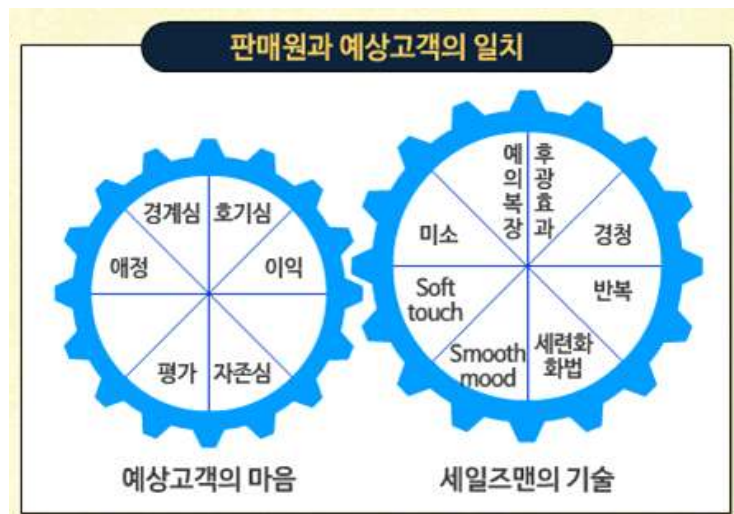 판매원과 예상고객의 일치
경계심
호기심
애정
이익
평가
자존심
예상고객의 마음
예의복장
후광효과
미소
경청
Soft
touch
반복
Smooth
mood
세련화
화법
세일즈맨의 기술